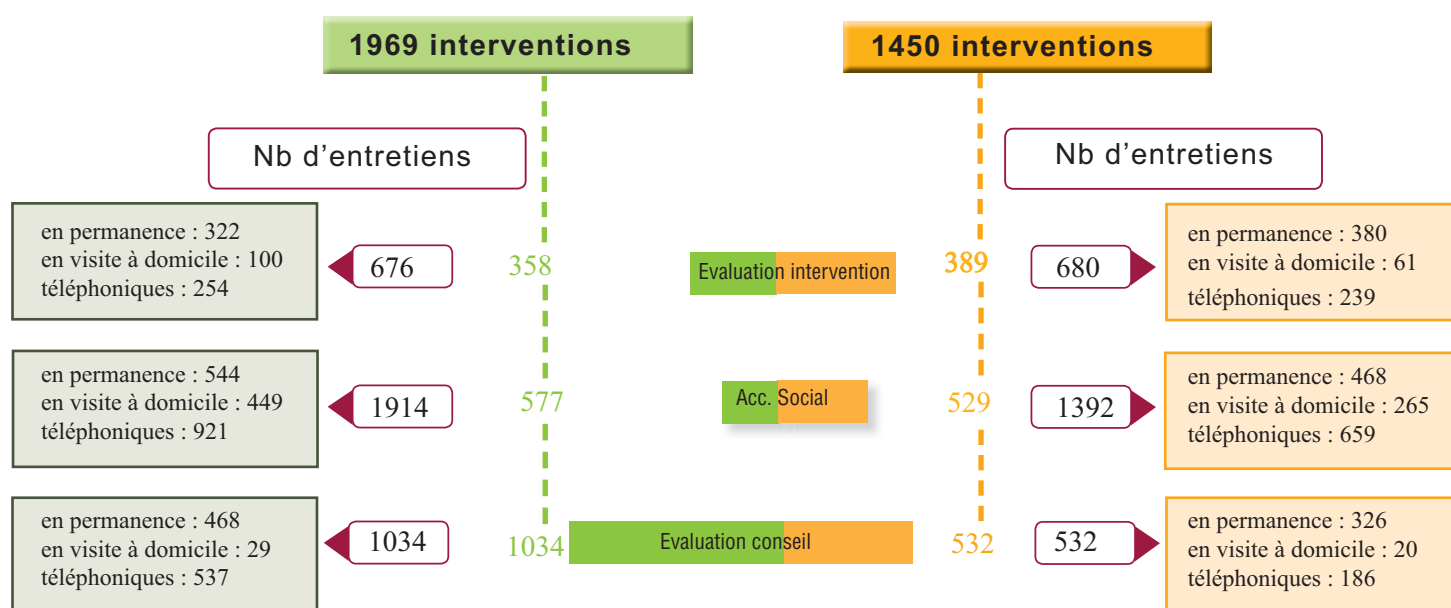 1969 interventions
1450 interventions
Nb d’entretiens
Nb d’entretiens
en permanence : 322
en visite à domicile : 100
téléphoniques : 254
676
358
Evaluation intervention
389
680
en permanence : 380
en visite à domicile : 61
téléphoniques : 239
en permanence : 544
en visite à domicile : 449
téléphoniques : 921
1914
577
Acc. Social
529
1392
en permanence : 468
en visite à domicile : 265
téléphoniques : 659
en permanence : 468
en visite à domicile : 29
téléphoniques : 537
1034
1034
Evaluation conseil
532
532
en permanence : 326
en visite à domicile : 20
téléphoniques : 186